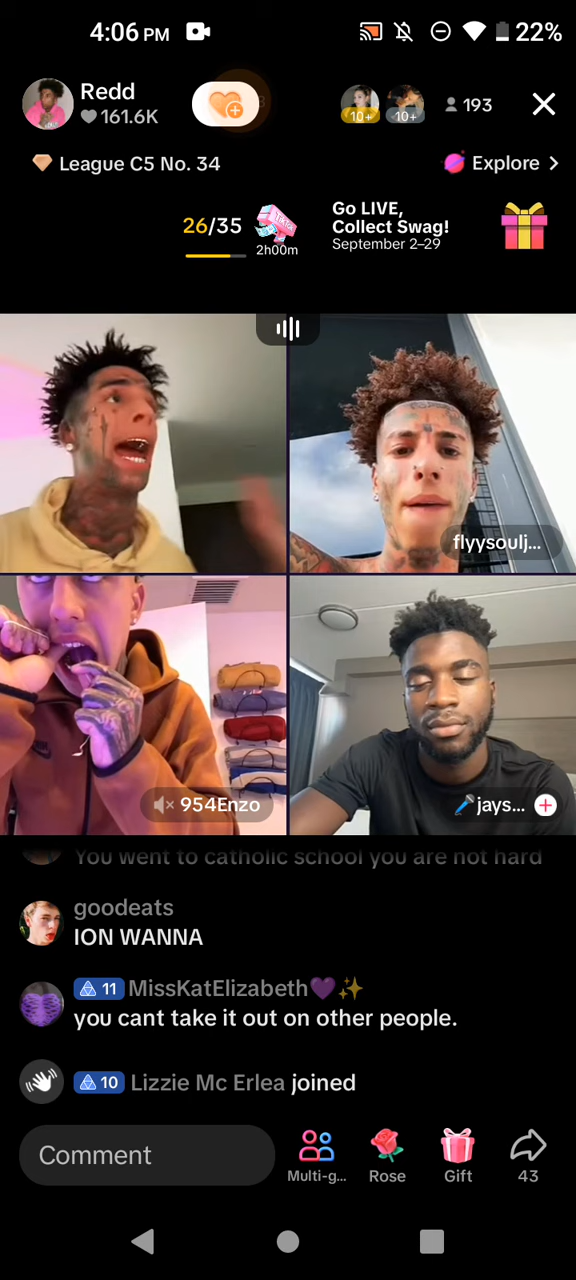 4:06 PM
22%
Redd
161.6K
10+
10+
193
League C5 No. 34
Explore >
26/35
TikTok
2h00m
Go LIVE,
Collect Swag!
September 2–29
flyysoulj...
954Enzo
jays...
You went to catholic school you are not hard
goodeats
ION WANNA
11 MissKatElizabeth💜✨
you cant take it out on other people.
10 Lizzie Mc Erlea joined
Comment
Multi-g...
Rose
Gift
43